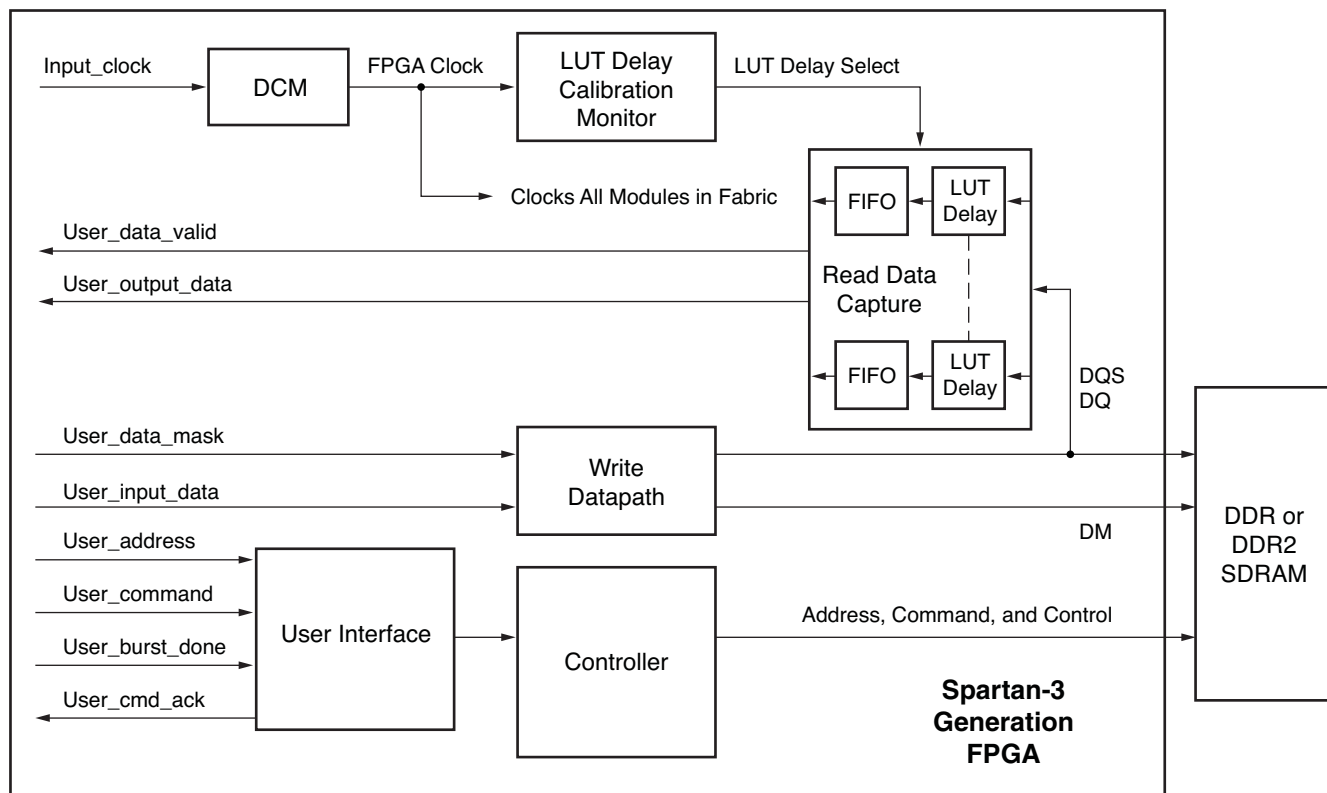 Input_clock
DCM
FPGA Clock
LUT Delay
Calibration
Monitor
LUT Delay Select
Clocks All Modules in Fabric
FIFO
LUT
Delay
User_data_valid
User_output_data
Read Data
Capture
FIFO
LUT
Delay
DQS
DQ
User_data_mask
User_input_data
Write
Datapath
DM
DDR or
DDR2
SDRAM
User_address
User_command
User_burst_done
User_cmd_ack
User Interface
Controller
Address, Command, and Control
Spartan-3
Generation
FPGA